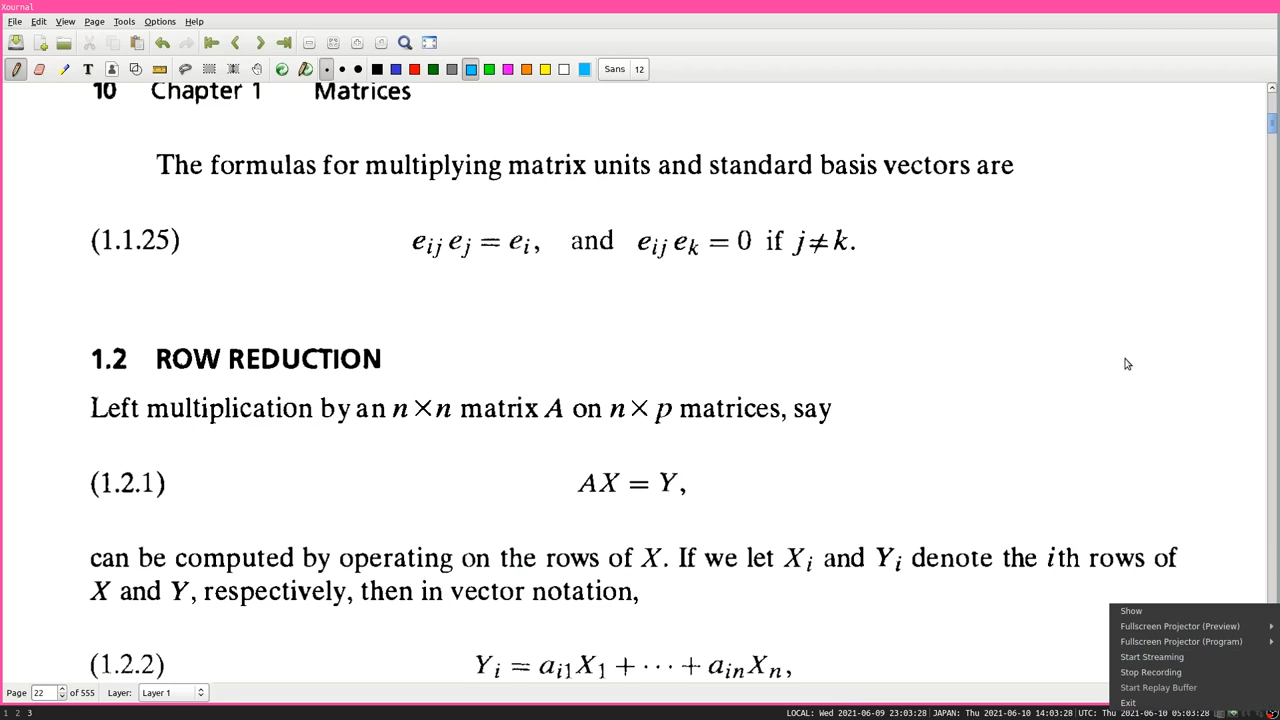 Xournal
File Edit View Page Tools Options Help
T Sans 12
10 Chapter 1 Matrices
The formulas for multiplying matrix units and standard basis vectors are
(1.1.25) e_{ij} e_j = e_i, and e_{ij} e_k = 0 if j ≠ k.
1.2 ROW REDUCTION
Left multiplication by an n × n matrix A on n × p matrices, say
(1.2.1) AX = Y,
can be computed by operating on the rows of X. If we let X_i and Y_i denote the ith rows of
X and Y, respectively, then in vector notation,
(1.2.2) Y_i = a_{i1}X_1 + ⋯ + a_{in}X_n,
Show
Fullscreen Projector (Preview)
Fullscreen Projector (Program)
Start Streaming
Stop Recording
Start Replay Buffer
Exit
Page 22 of 555 Layer: Layer 1
1 2 3 LOCAL: Wed 2021-06-09 23:03:28 | JAPAN: Thu 2021-06-10 14:03:28 | UTC: Thu 2021-06-10 05:03:28